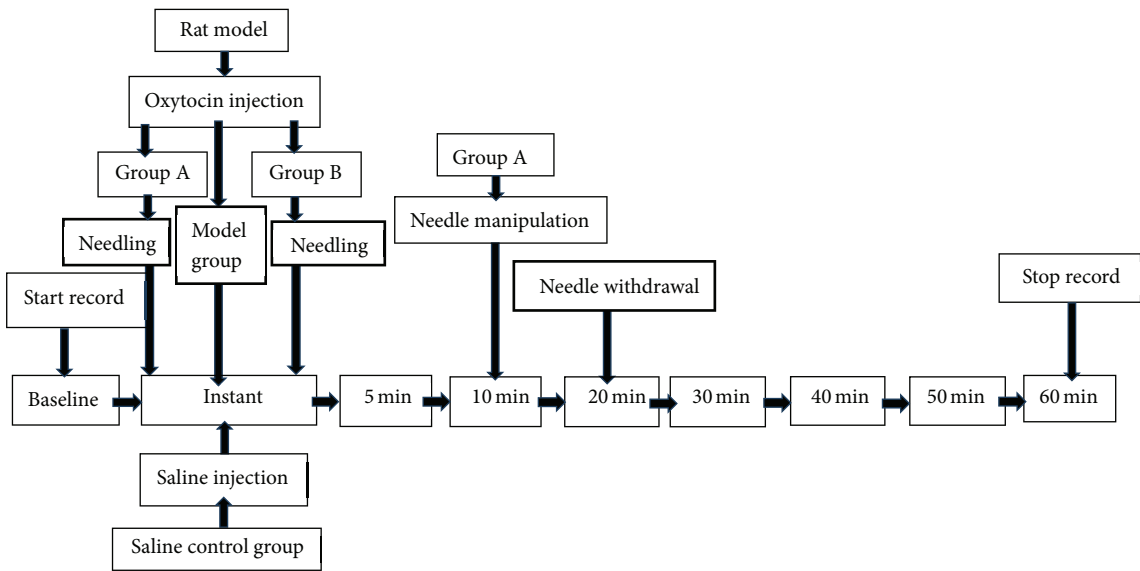 Rat model
Oxytocin injection
Group A
Group B
Group A
Needling
Model
group
Needling
Needle manipulation
Start record
Needle withdrawal
Stop record
Baseline
Instant
5 min
10 min
20 min
30 min
40 min
50 min
60 min
Saline injection
Saline control group